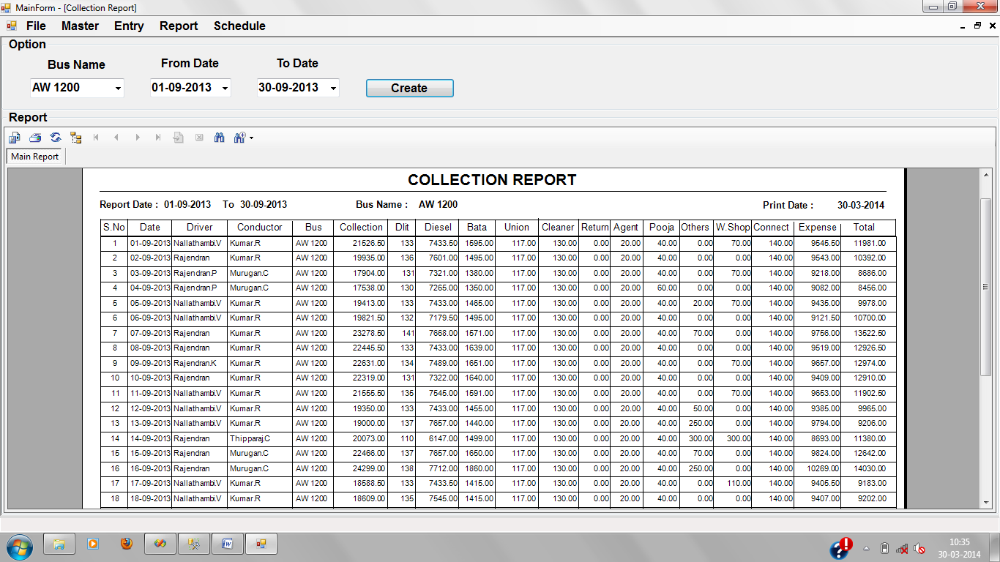 MainForm - [Collection Report]
File Master Entry Report Schedule
Option
Bus Name From Date To Date
AW 1200 01-09-2013 30-09-2013 Create
Report
Main Report
COLLECTION REPORT
Report Date : 01-09-2013 To 30-09-2013 Bus Name : AW 1200 Print Date : 30-03-2014
S.No Date Driver Conductor Bus Collection Dlit Diesel Bata Union Cleaner Return Agent Pooja Others W.Shop Connect Expense Total
1 01-09-2013 Nallathambi.V Kumar.R AW 1200 21526.50 133 7433.50 1595.00 117.00 130.00 0.00 20.00 40.00 0.00 70.00 140.00 9545.50 11981.00
2 02-09-2013 Rajendran Kumar.R AW 1200 19935.00 136 7601.00 1495.00 117.00 130.00 0.00 20.00 40.00 0.00 0.00 140.00 9543.00 10392.00
3 03-09-2013 Rajendran.P Murugan.C AW 1200 17904.00 131 7321.00 1380.00 117.00 130.00 0.00 20.00 40.00 0.00 70.00 140.00 9218.00 8686.00
4 04-09-2013 Rajendran.P Murugan.C AW 1200 17538.00 130 7265.00 1350.00 117.00 130.00 0.00 20.00 60.00 0.00 0.00 140.00 9082.00 8456.00
5 05-09-2013 Nallathambi.V Kumar.R AW 1200 19413.00 133 7433.00 1465.00 117.00 130.00 0.00 20.00 40.00 20.00 70.00 140.00 9435.00 9978.00
6 06-09-2013 Nallathambi.V Kumar.R AW 1200 19821.50 132 7179.50 1495.00 117.00 130.00 0.00 20.00 40.00 0.00 0.00 140.00 9121.50 10700.00
7 07-09-2013 Rajendran Kumar.R AW 1200 23278.50 141 7668.00 1571.00 117.00 130.00 0.00 20.00 40.00 70.00 0.00 140.00 9756.00 13522.50
8 08-09-2013 Rajendran Kumar.R AW 1200 22445.50 133 7433.00 1639.00 117.00 130.00 0.00 20.00 40.00 0.00 0.00 140.00 9519.00 12926.50
9 09-09-2013 Rajendran.K Kumar.R AW 1200 22631.00 134 7489.00 1651.00 117.00 130.00 0.00 20.00 40.00 0.00 70.00 140.00 9657.00 12974.00
10 10-09-2013 Rajendran Kumar.R AW 1200 22319.00 131 7322.00 1640.00 117.00 130.00 0.00 20.00 40.00 0.00 0.00 140.00 9409.00 12910.00
11 11-09-2013 Nallathambi.V Kumar.R AW 1200 21555.50 135 7545.00 1591.00 117.00 130.00 0.00 20.00 40.00 0.00 70.00 140.00 9653.00 11902.50
12 12-09-2013 Nallathambi.V Kumar.R AW 1200 19350.00 133 7433.00 1455.00 117.00 130.00 0.00 20.00 40.00 50.00 0.00 140.00 9385.00 9965.00
13 13-09-2013 Nallathambi.V Kumar.R AW 1200 19000.00 137 7657.00 1440.00 117.00 130.00 0.00 20.00 40.00 250.00 0.00 140.00 9794.00 9206.00
14 14-09-2013 Rajendran Thipparaj.C AW 1200 20073.00 110 6147.00 1499.00 117.00 130.00 0.00 20.00 40.00 300.00 300.00 140.00 8693.00 11380.00
15 15-09-2013 Rajendran Murugan.C AW 1200 22466.00 137 7657.00 1650.00 117.00 130.00 0.00 20.00 40.00 70.00 0.00 140.00 9824.00 12642.00
16 16-09-2013 Rajendran Murugan.C AW 1200 24299.00 138 7712.00 1860.00 117.00 130.00 0.00 20.00 40.00 250.00 0.00 140.00 10269.00 14030.00
17 17-09-2013 Nallathambi.V Kumar.R AW 1200 18588.50 133 7433.50 1415.00 117.00 130.00 0.00 20.00 40.00 0.00 110.00 140.00 9405.50 9183.00
18 18-09-2013 Nallathambi.V Kumar.R AW 1200 18609.00 135 7545.00 1415.00 117.00 130.00 0.00 20.00 40.00 0.00 0.00 140.00 9407.00 9202.00
10:35
30-03-2014